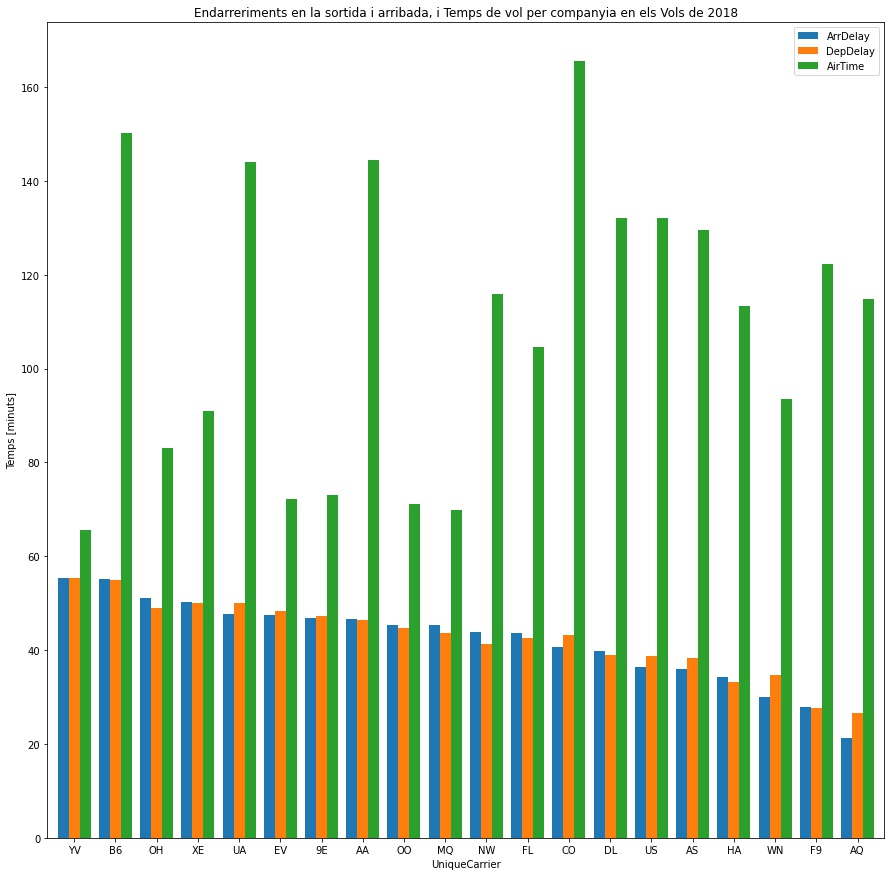 Endarreriments en la sortida i arribada, i Temps de vol per companyia en els Vols de 2018
ArrDelay
DepDelay
AirTime
160
140
120
100
80
60
40
20
0
Temps [minuts]
YV B6 OH XE UA EV 9E AA OO MQ NW FL CO DL US AS HA WN F9 AQ
UniqueCarrier